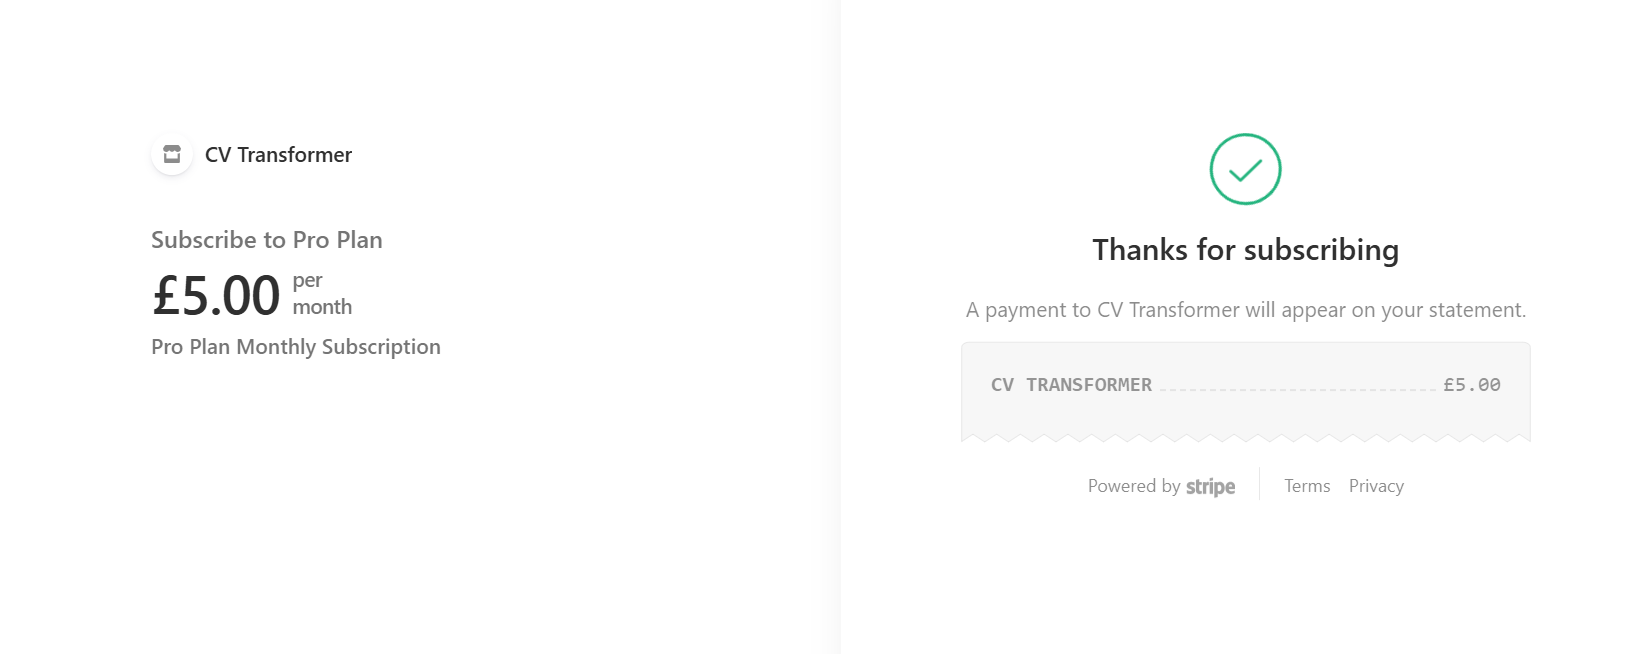 CV Transformer
Subscribe to Pro Plan
£5.00 per
month
Pro Plan Monthly Subscription
Thanks for subscribing
A payment to CV Transformer will appear on your statement.
CV TRANSFORMER £5.00
Powered by stripe Terms Privacy